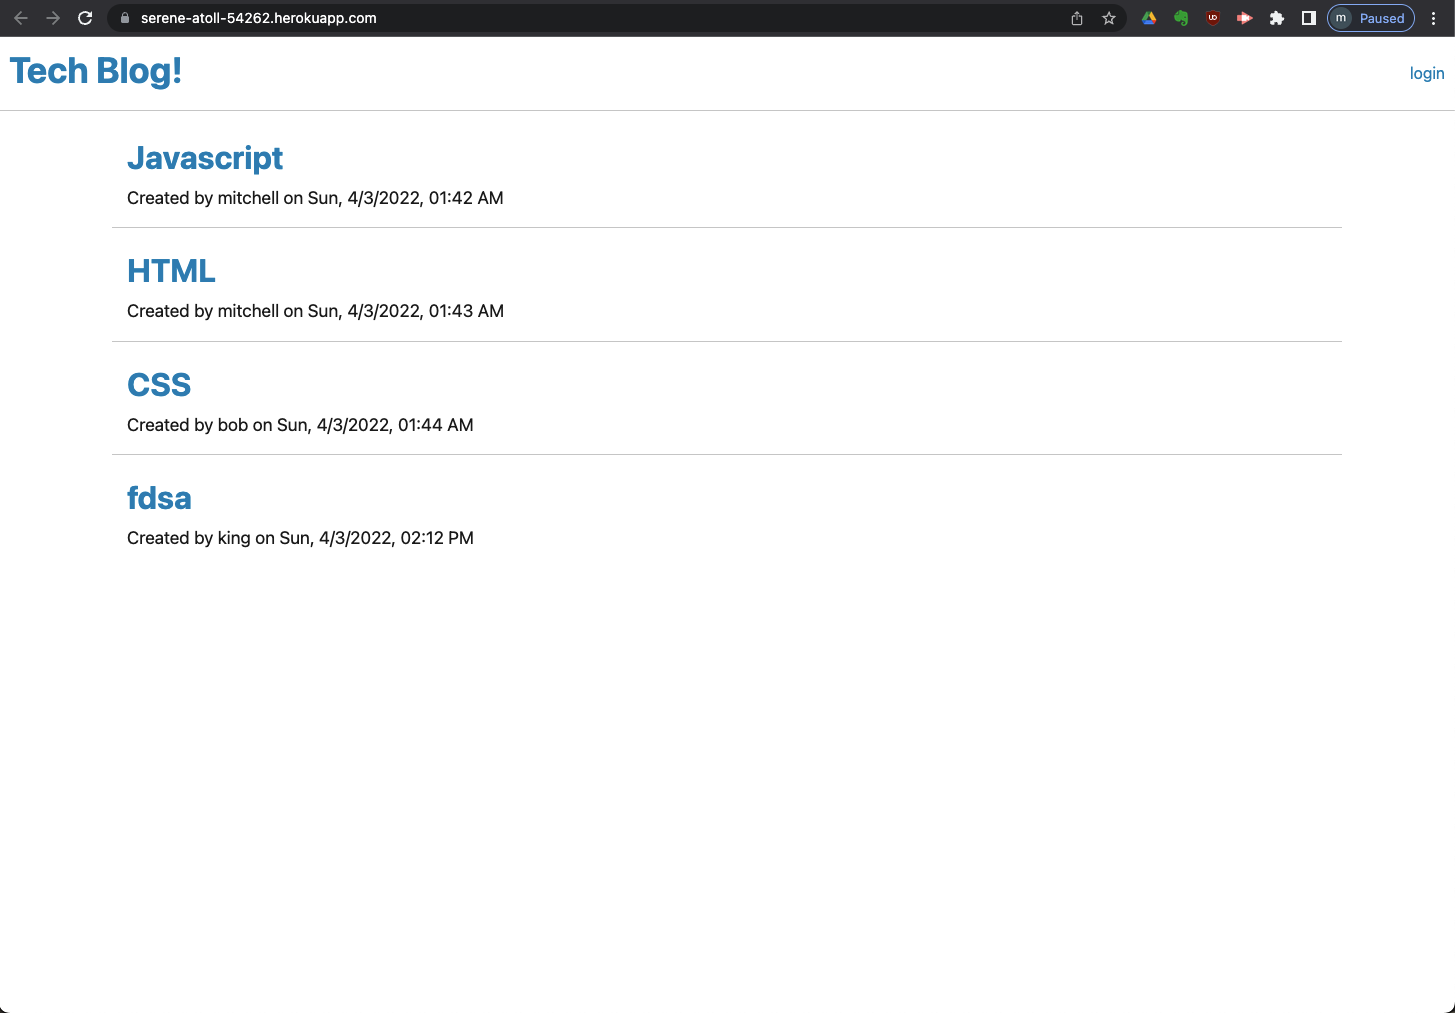 serene-atoll-54262.herokuapp.com
m Paused
Tech Blog!
login
Javascript
Created by mitchell on Sun, 4/3/2022, 01:42 AM
HTML
Created by mitchell on Sun, 4/3/2022, 01:43 AM
CSS
Created by bob on Sun, 4/3/2022, 01:44 AM
fdsa
Created by king on Sun, 4/3/2022, 02:12 PM